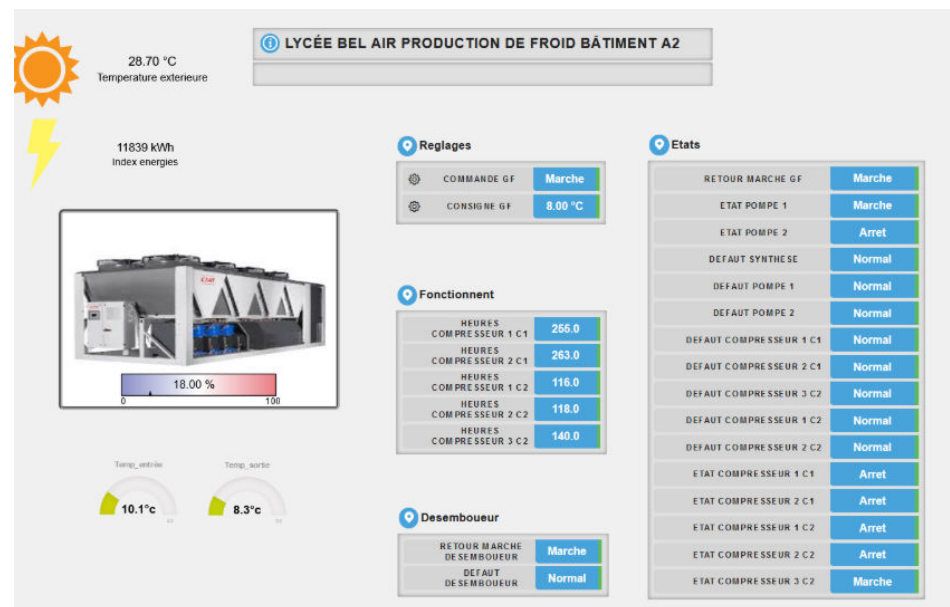 LYCÉE BEL AIR PRODUCTION DE FROID BÂTIMENT A2
28.70 °C
Temperature exterieure
11839 kWh
Index energies
18.00 %
0
100
Temp_entrée
10.1°c
Temp_sortie
8.3°c
Reglages
COMMANDE GF Marche
CONSIGNE GF 8.00 °C
Fonctionnent
HEURES
COMPRESSEUR 1 C1 256.0
HEURES
COMPRESSEUR 2 C1 263.0
HEURES
COMPRESSEUR 1 C2 116.0
HEURES
COMPRESSEUR 2 C2 118.0
HEURES
COMPRESSEUR 3 C2 140.0
Desemboueur
RETOUR MARCHE
DESEMBOUEUR Marche
DEFAUT
DESEMBOUEUR Normal
Etats
RETOUR MARCHE GF Marche
ETAT POMPE 1 Marche
ETAT POMPE 2 Arret
DEFAUT SYNTHESE Normal
DEFAUT POMPE 1 Normal
DEFAUT POMPE 2 Normal
DEFAUT COMPRESSEUR 1 C1 Normal
DEFAUT COMPRESSEUR 2 C1 Normal
DEFAUT COMPRESSEUR 3 C2 Normal
DEFAUT COMPRESSEUR 1 C2 Normal
DEFAUT COMPRESSEUR 2 C2 Normal
ETAT COMPRESSEUR 1 C1 Arret
ETAT COMPRESSEUR 2 C1 Arret
ETAT COMPRESSEUR 1 C2 Arret
ETAT COMPRESSEUR 2 C2 Arret
ETAT COMPRESSEUR 3 C2 Marche